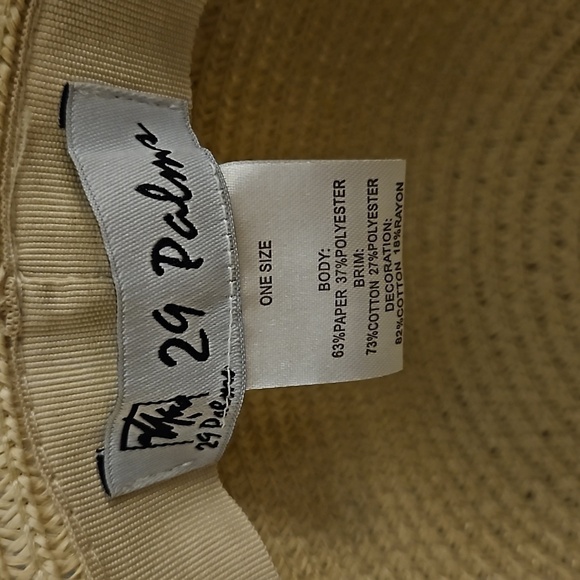 29 Palms
29 Palms
ONE SIZE
BODY:
63%PAPER 37%POLYESTER
BRIM:
73%COTTON 27%POLYESTER
DECORATION:
82%COTTON 18%RAYON